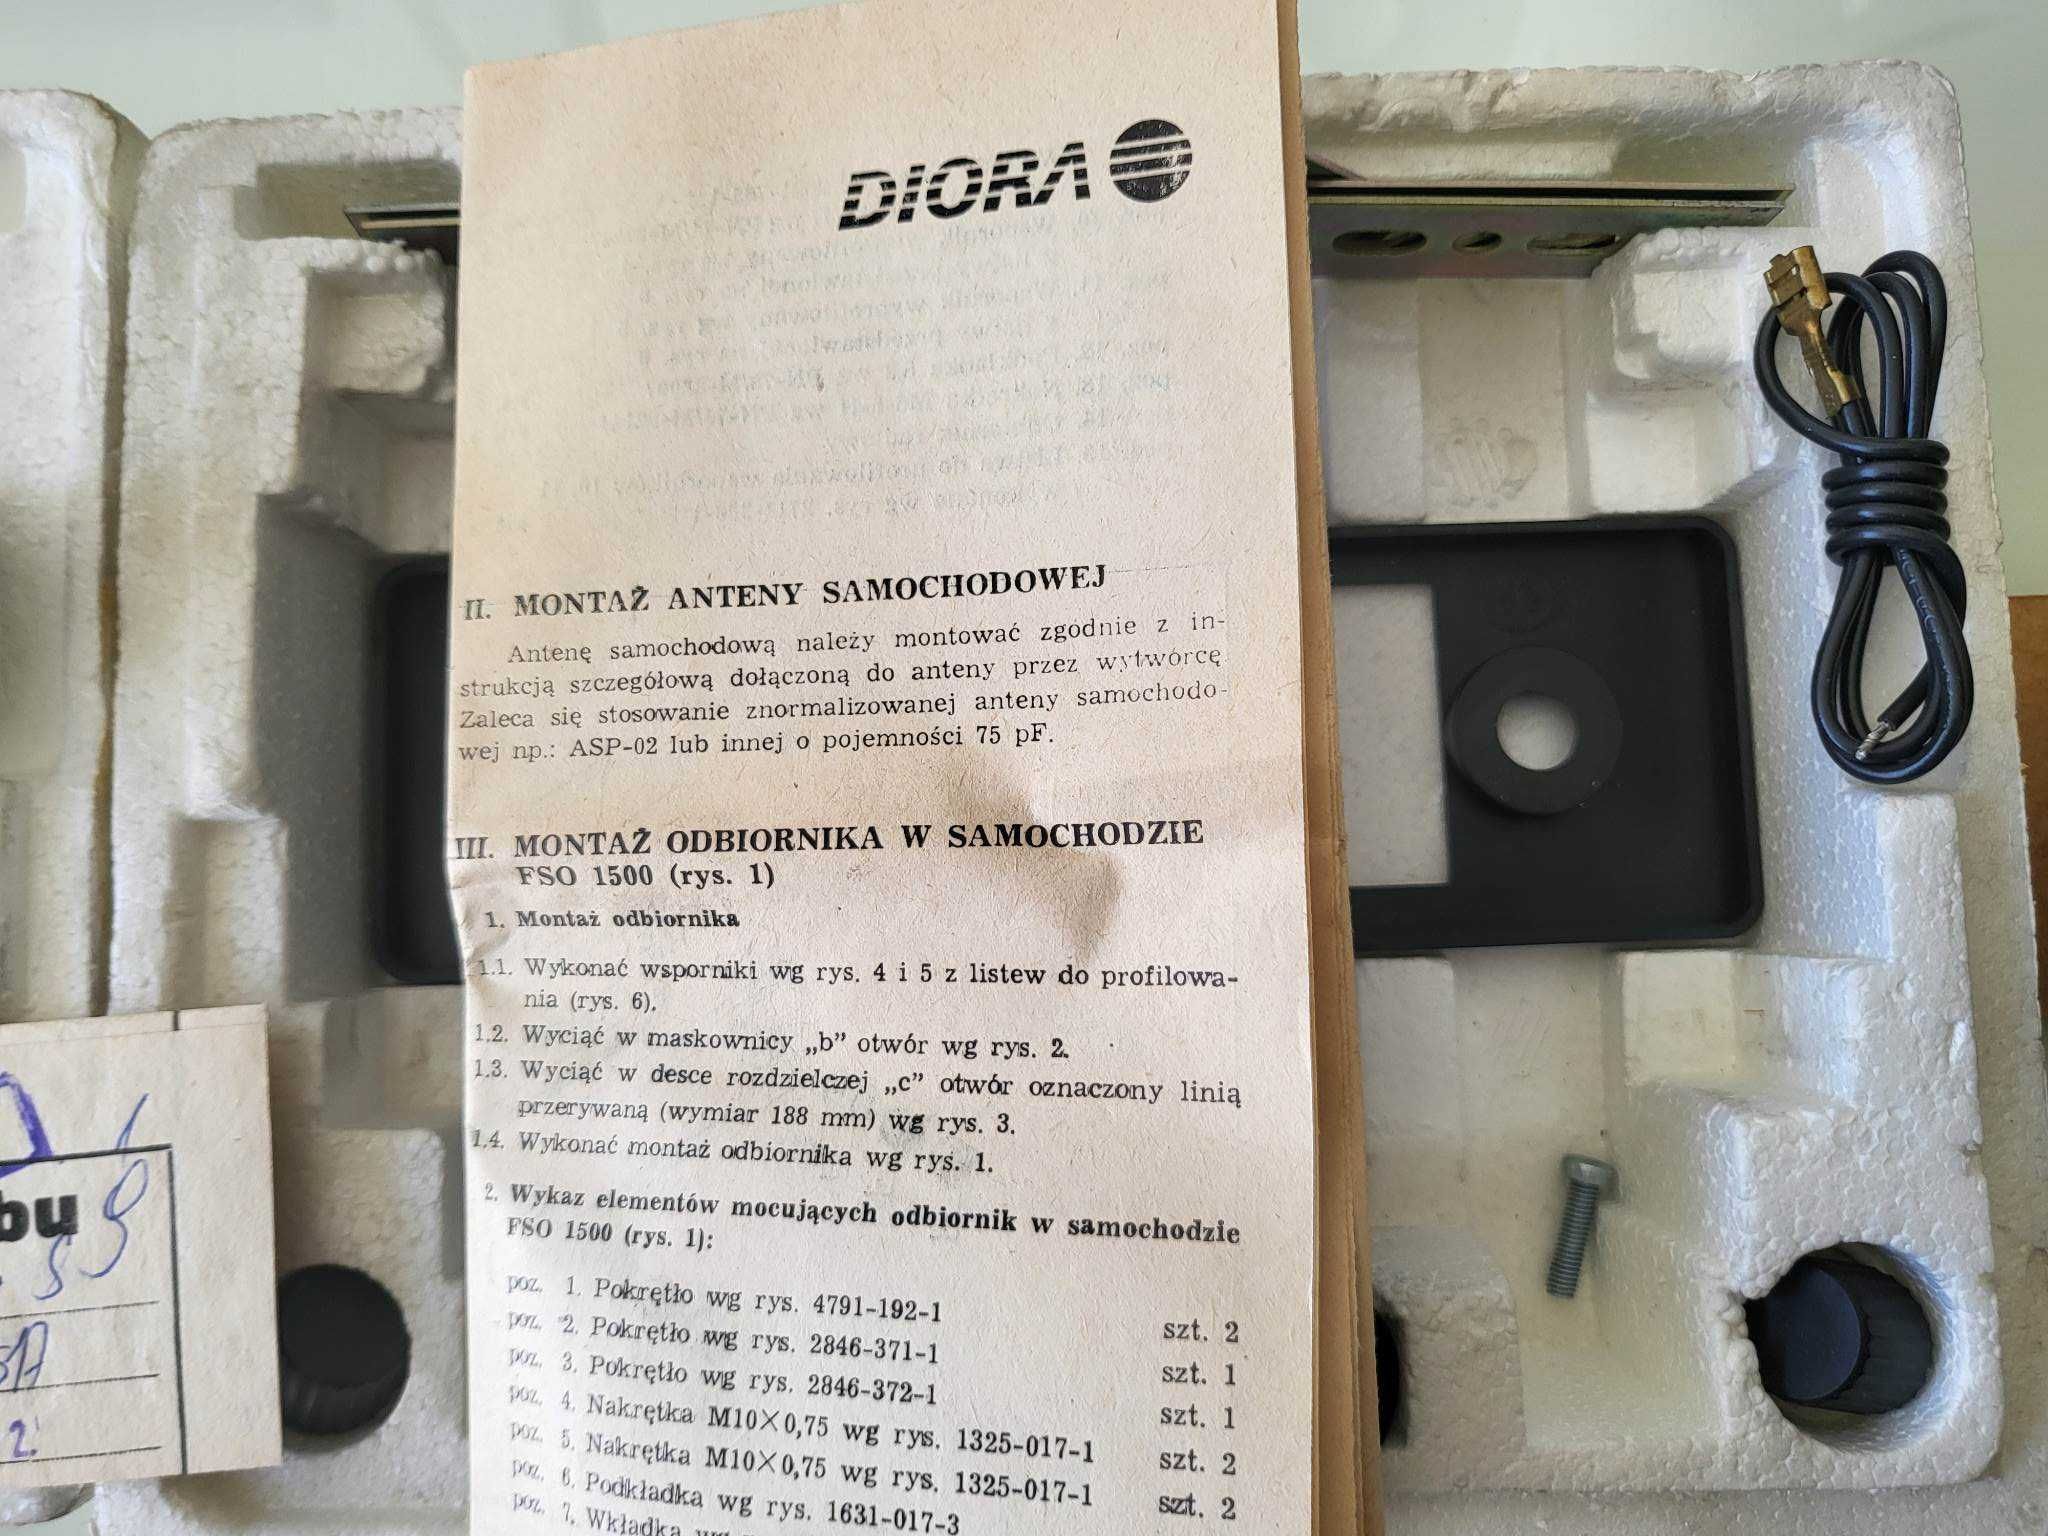 DIORA
II. MONTAŻ ANTENY SAMOCHODOWEJ
Antenę samochodową należy montować zgodnie z in-
strukcją szczegółową dołączoną do anteny przez wytwórcę
Zaleca się stosowanie znormalizowanej anteny samochodo-
wej np.: ASP-02 lub innej o pojemności 75 pF.
III. MONTAŻ ODBIORNIKA W SAMOCHODZIE
FSO 1500 (rys. 1)
1. Montaż odbiornika
1.1. Wykonać wsporniki wg rys. 4 i 5 z listew do profilowa-
nia (rys. 6).
1.2. Wyciąć w maskownicy „b” otwór wg rys. 2.
1.3. Wyciąć w desce rozdzielczej „c” otwór oznaczony linią
przerywaną (wymiar 188 mm) wg rys. 3.
1.4. Wykonać montaż odbiornika wg rys. 1.
2. Wykaz elementów mocujących odbiornik w samochodzie
FSO 1500 (rys. 1):
poz. 1. Pokrętło wg rys. 4791-192-1 szt. 2
poz. 2. Pokrętło wg rys. 2846-371-1 szt. 1
poz. 3. Pokrętło wg rys. 2846-372-1 szt. 1
poz. 4. Nakrętka M10×0,75 wg rys. 1325-017-1 szt. 2
poz. 5. Nakrętka M10×0,75 wg rys. 1325-017-1 szt. 2
poz. 6. Podkładka wg rys. 1631-017-3
poz. 7. Wkładka wg
bu
2.